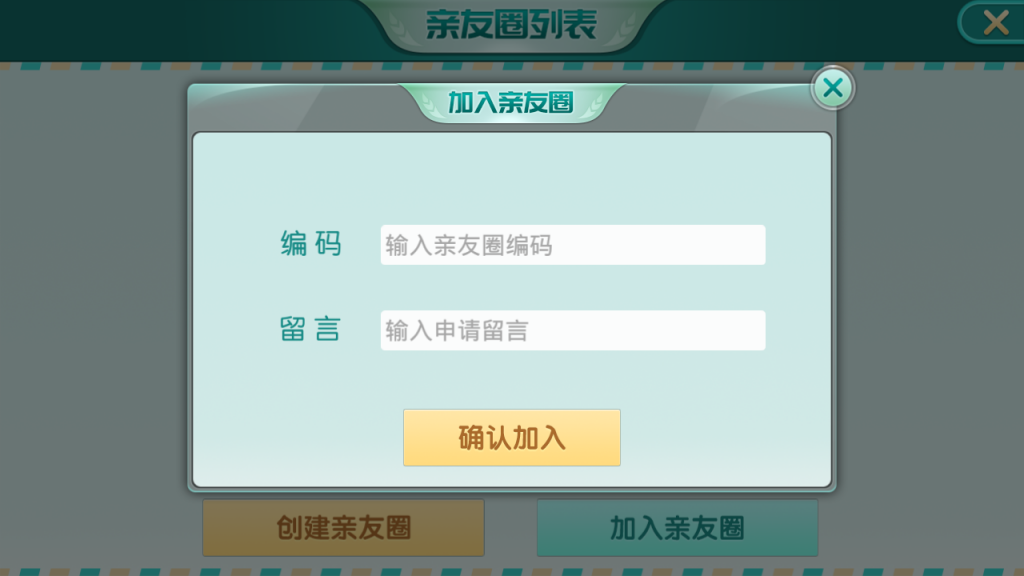 亲友圈列表
加入亲友圈
编码 输入亲友圈编码
留言 输入申请留言
确认加入
创建亲友圈 加入亲友圈